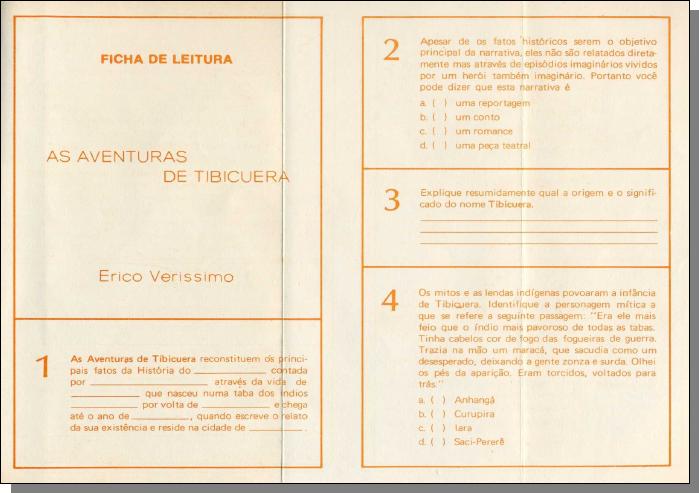 FICHA DE LEITURA
AS AVENTURAS
DE TIBICUERA
Erico Verissimo
1
As Aventuras de Tibicuera reconstituem os princi-
pais fatos da História do ____________ contada
por ____________________ através da vida de
____________ que nasceu numa taba dos índios
____________ por volta de ____________ e chega
até o ano de __________, quando escreve o relato
da sua existência e reside na cidade de __________ .
2
Apesar de os fatos históricos serem o objetivo
principal da narrativa, eles não são relatados direta-
mente mas através de episódios imaginários vividos
por um herói também imaginário. Portanto você
pode dizer que esta narrativa é
a. ( ) uma reportagem
b. ( ) um conto
c. ( ) um romance
d. ( ) uma peça teatral
3
Explique resumidamente qual a origem e o signifi-
cado do nome Tibicuera.
4
Os mitos e as lendas indígenas povoaram a infância
de Tibicuera. Identifique a personagem mítica a
que se refere a seguinte passagem: "Era ele mais
feio que o índio mais pavoroso de todas as tabas.
Tinha cabelos cor de fogo das fogueiras de guerra.
Trazia na mão um maracá, que sacudia como um
desesperado, deixando a gente zonza e surda. Olhei
os pés da aparição. Eram torcidos, voltados para
trás."
a. ( ) Anhangá
b. ( ) Curupira
c. ( ) Iara
d. ( ) Saci-Pererê